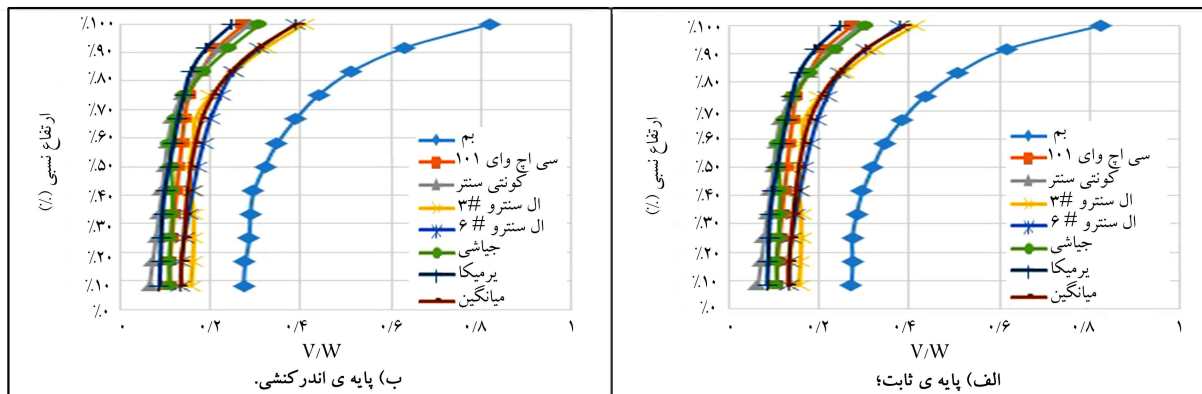 ٪۱۰۰
٪۹۰
٪۸۰
٪۷۰
٪۶۰
٪۵۰
٪۴۰
٪۳۰
٪۲۰
٪۱۰
٪۰
ارتفاع نسبی (٪)
بم
سی اچ وای ۱۰۱
کونتی سنتر
ال سنترو #۳
ال سنترو # ۶
جیاشی
یرمیکا
میانگین
۰ ۰/۲ ۰/۴ ۰/۶ ۰/۸ ۱
V/W
الف) پایه ی ثابت؛
٪۱۰۰
٪۹۰
٪۸۰
٪۷۰
٪۶۰
٪۵۰
٪۴۰
٪۳۰
٪۲۰
٪۱۰
٪۰
ارتفاع نسبی (٪)
بم
سی اچ وای ۱۰۱
کونتی سنتر
ال سنترو #۳
ال سنترو # ۶
جیاشی
یرمیکا
میانگین
۰ ۰/۲ ۰/۴ ۰/۶ ۰/۸ ۱
V/W
ب) پایه ی اندرکنشی.